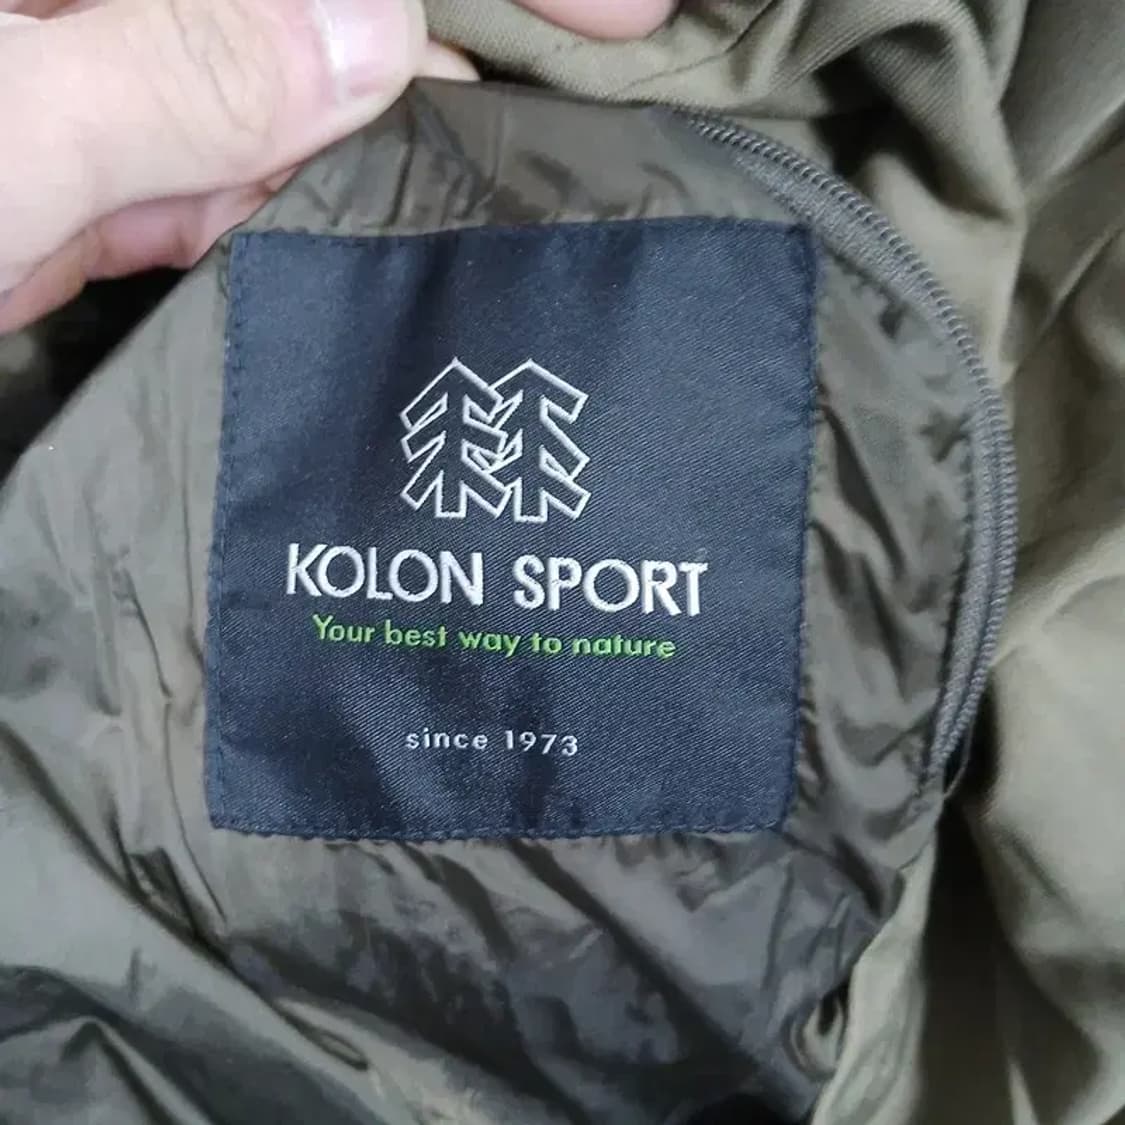 KOLON SPORT
Your best way to nature
since 1973